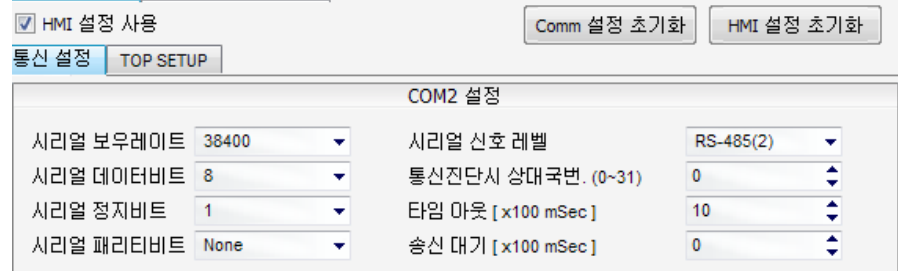 HMI 설정 사용
Comm 설정 초기화 HMI 설정 초기화
통신 설정 TOP SETUP
COM2 설정
시리얼 보우레이트 38400 시리얼 신호 레벨 RS-485(2)
시리얼 데이터비트 8 통신진단시 상대국번. (0~31) 0
시리얼 정지비트 1 타임 아웃 [ x100 mSec ] 10
시리얼 패리티비트 None 송신 대기 [ x100 mSec ] 0